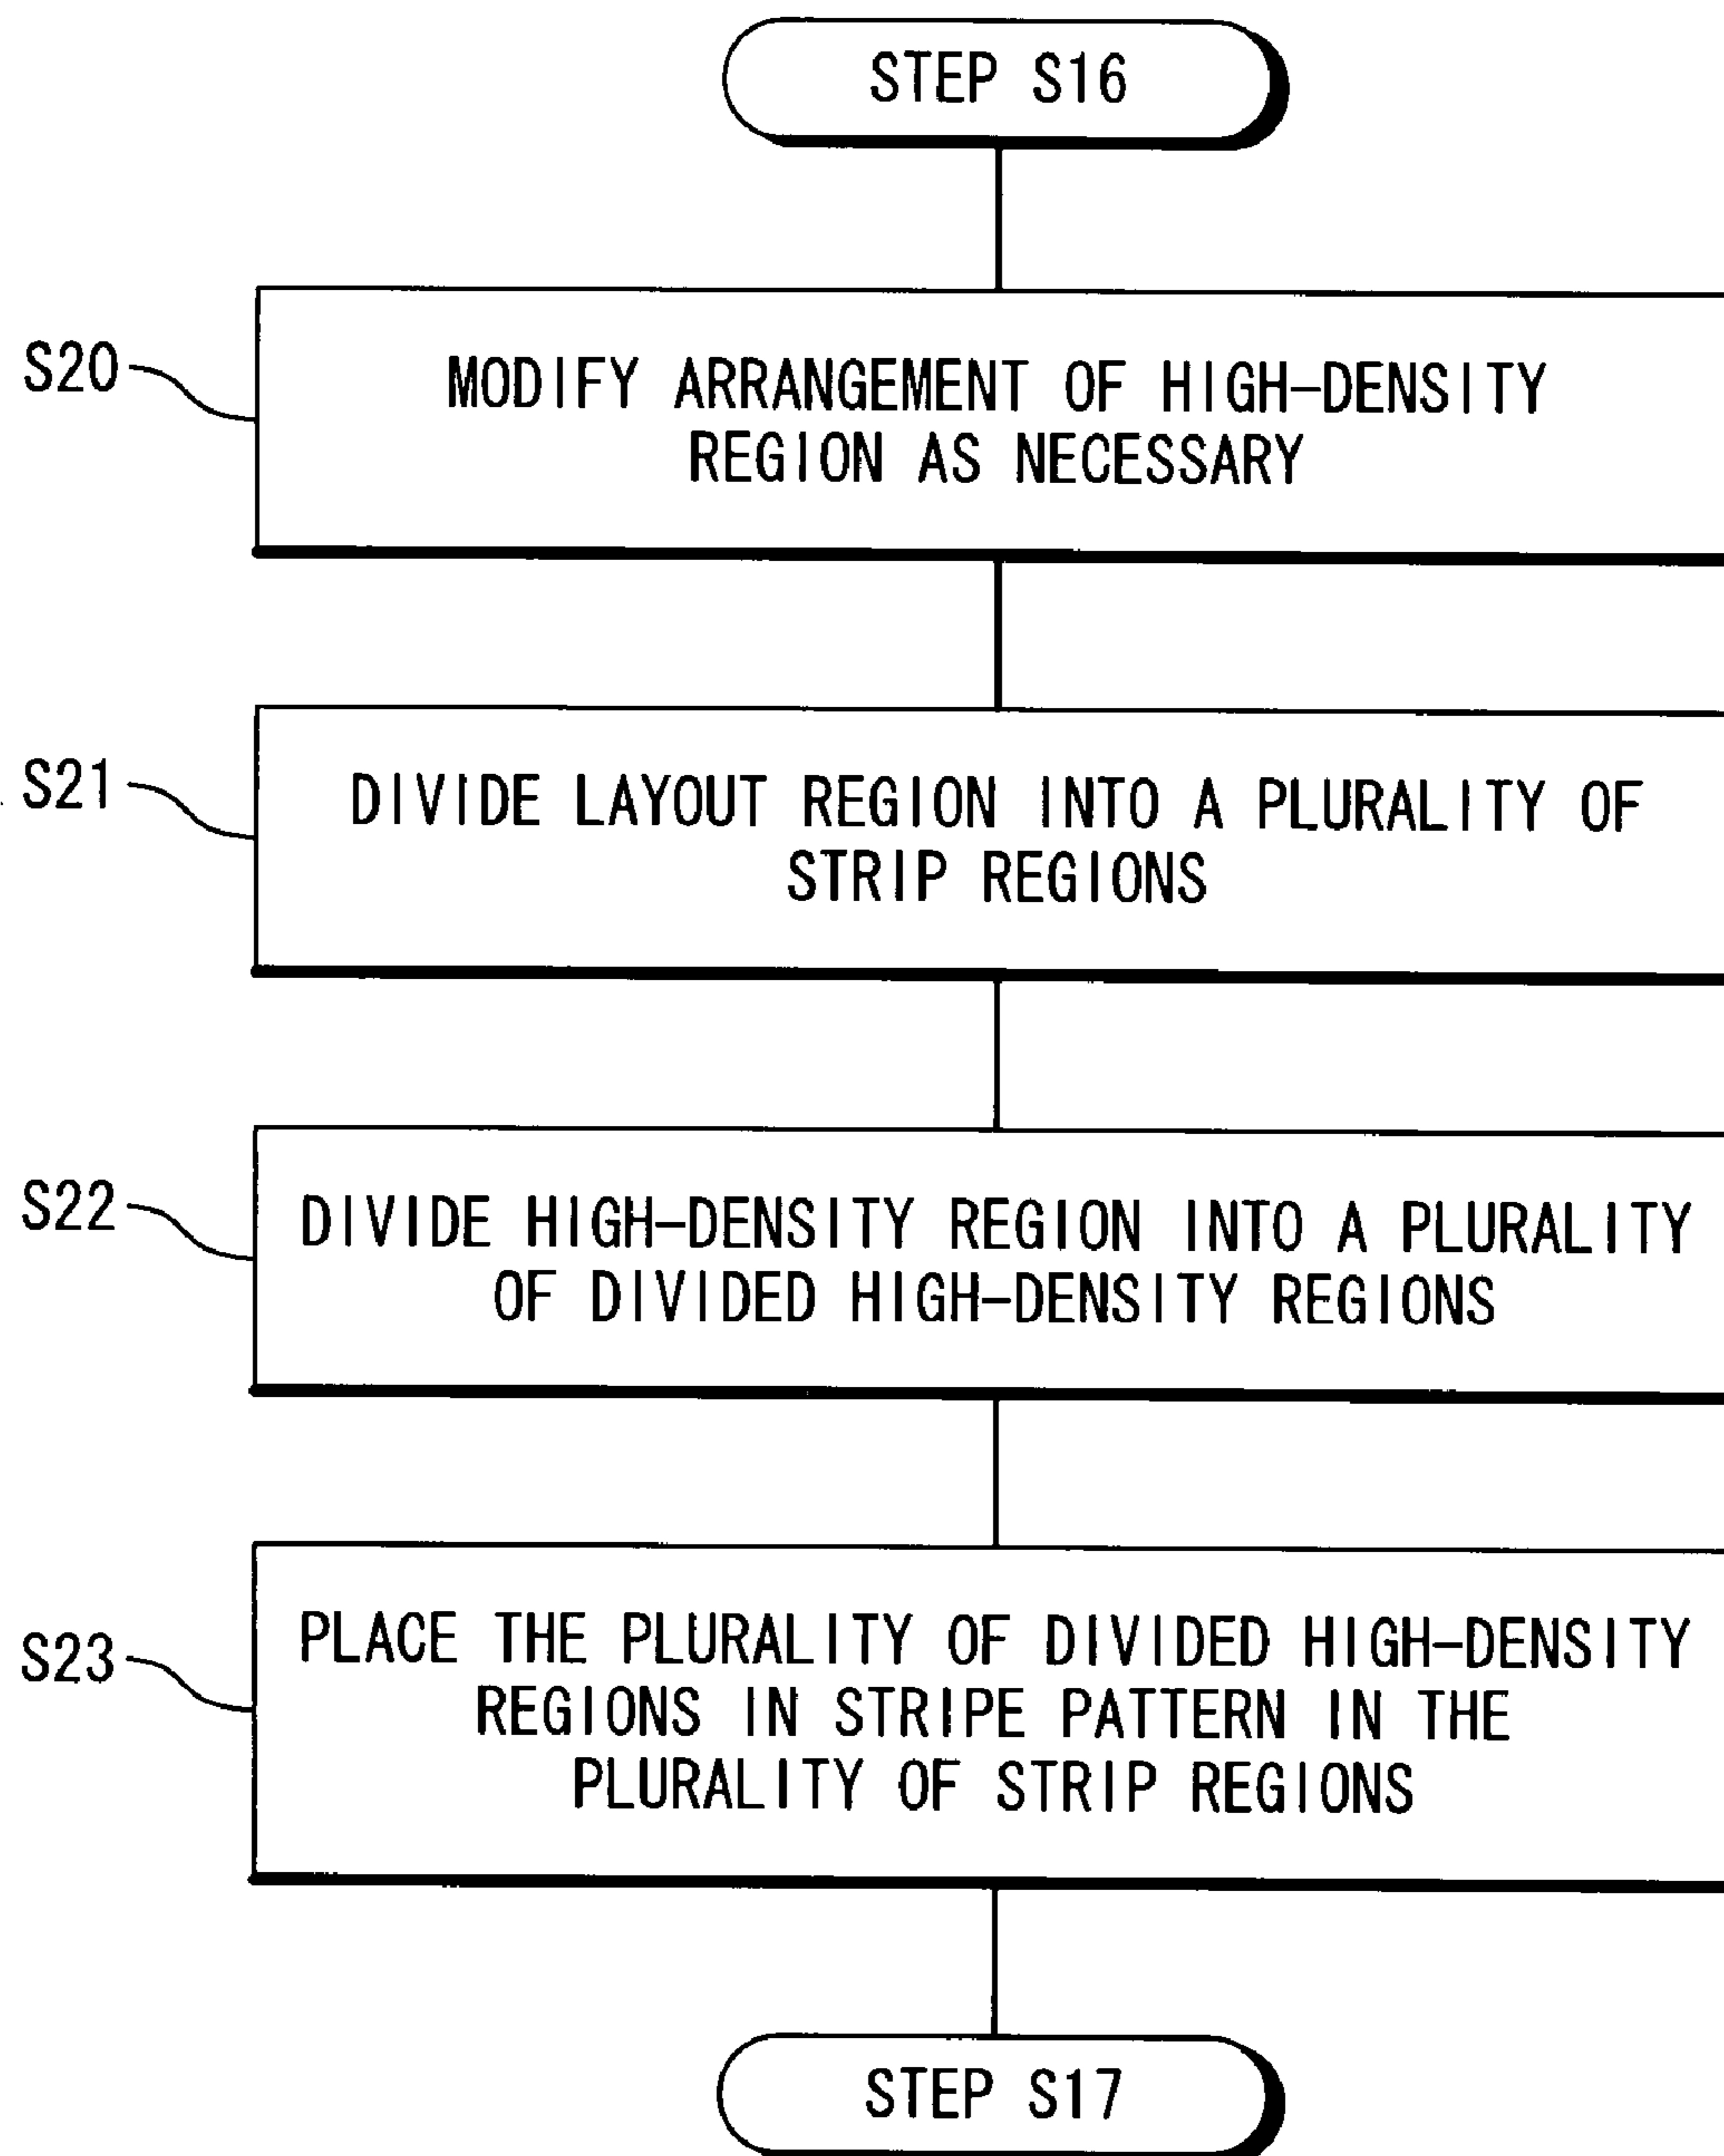 STEP S16
S20
MODIFY ARRANGEMENT OF HIGH-DENSITY
REGION AS NECESSARY
S21
DIVIDE LAYOUT REGION INTO A PLURALITY OF
STRIP REGIONS
S22
DIVIDE HIGH-DENSITY REGION INTO A PLURALITY
OF DIVIDED HIGH-DENSITY REGIONS
S23
PLACE THE PLURALITY OF DIVIDED HIGH-DENSITY
REGIONS IN STRIPE PATTERN IN THE
PLURALITY OF STRIP REGIONS
STEP S17